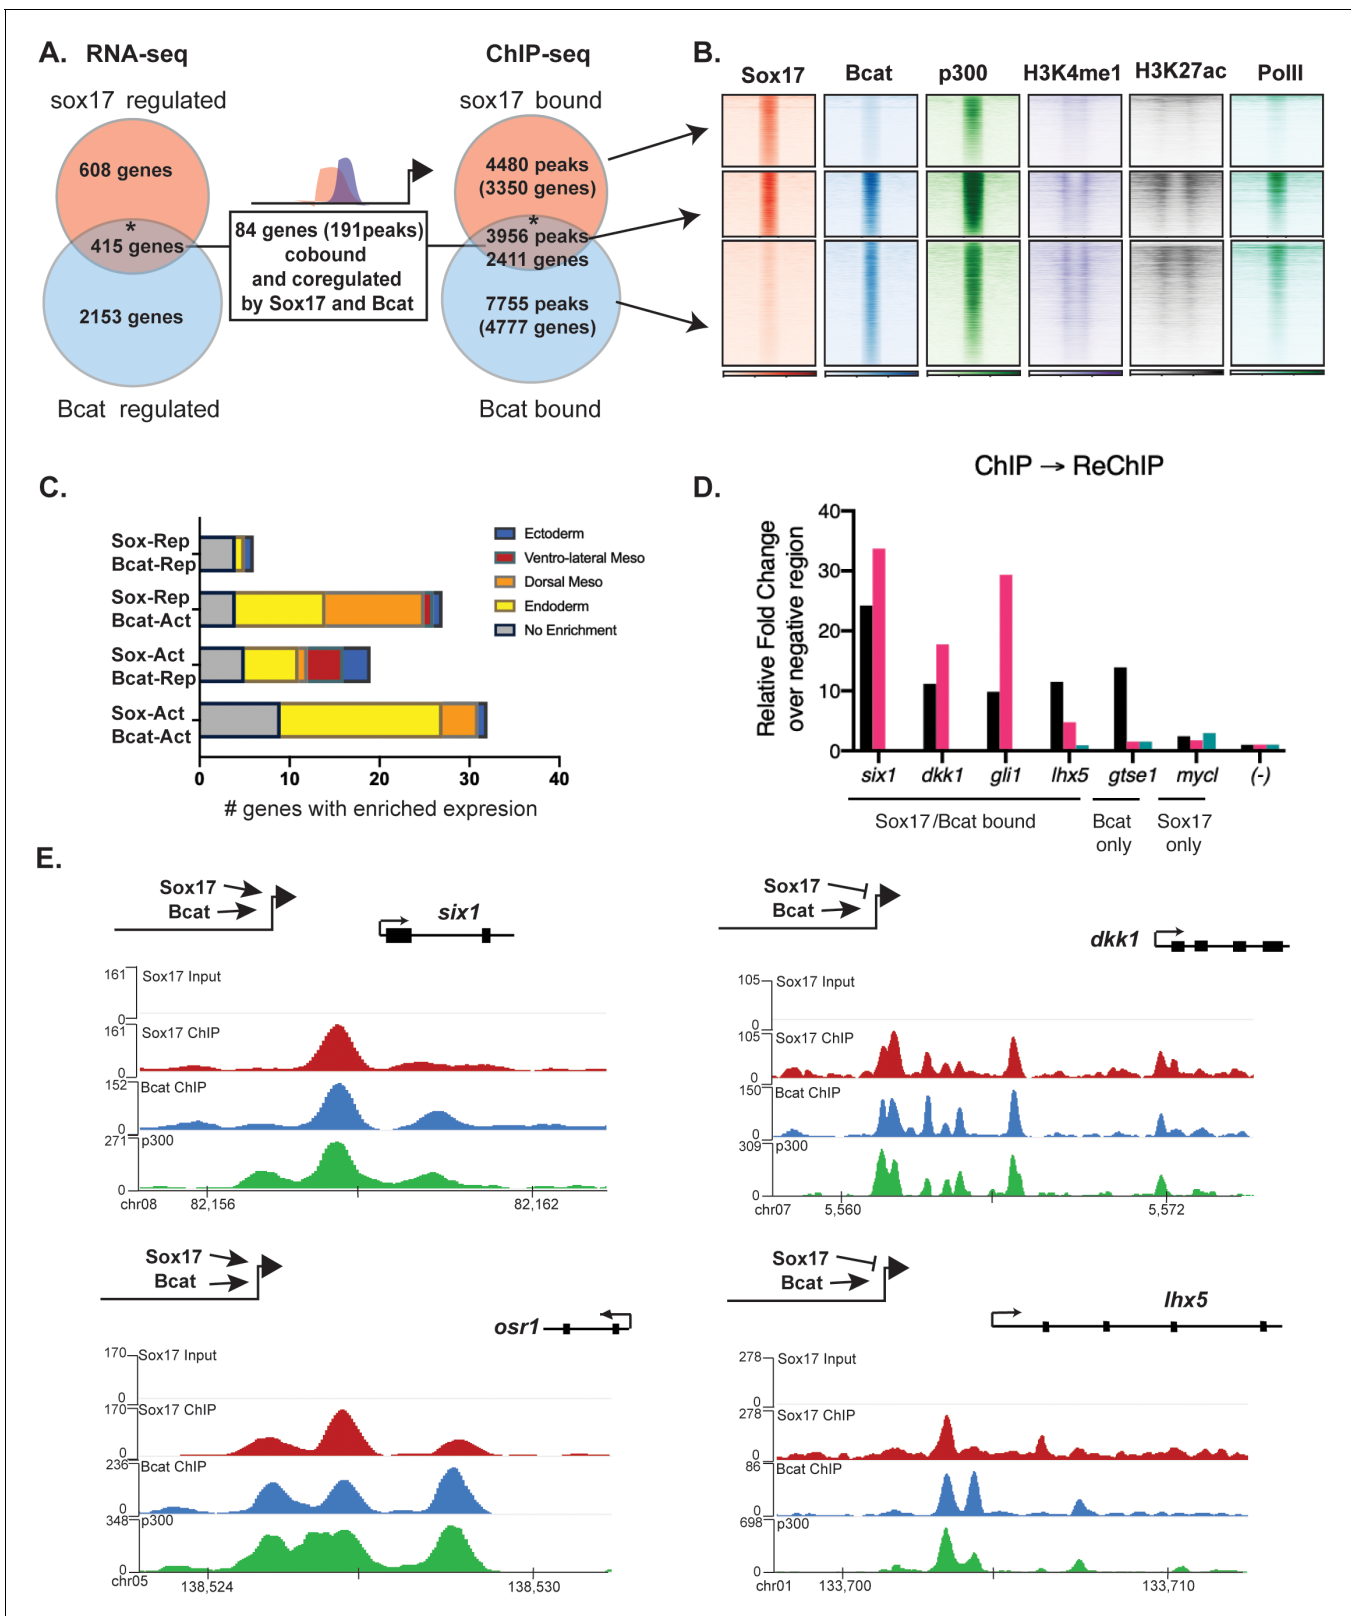 A. RNA-seq
ChIP-seq
sox17 regulated
sox17 bound
608 genes
*
415 genes
2153 genes
Bcat regulated
84 genes (191peaks)
cobound
and coregulated
by Sox17 and Bcat
4480 peaks
(3350 genes)
*
3956 peaks
2411 genes
7755 peaks
(4777 genes)
Bcat bound
B.
Sox17 Bcat p300 H3K4me1 H3K27ac PolII
C.
Sox-Rep
Bcat-Rep
Sox-Rep
Bcat-Act
Sox-Act
Bcat-Rep
Sox-Act
Bcat-Act
0 10 20 30 40
# genes with enriched expresion
Ectoderm
Ventro-lateral Meso
Dorsal Meso
Endoderm
No Enrichment
D.
ChIP → ReChIP
Relative Fold Change
over negative region
40
30
20
10
0
six1 dkk1 gli1 lhx5 gtse1 mycl (-)
Sox17/Bcat bound
Bcat
only
Sox17
only
E.
Sox17
Bcat
six1
161
Sox17 Input
0
161
Sox17 ChIP
0
152
Bcat ChIP
0
271
p300
0
chr08 82,156 82,162
Sox17
Bcat
dkk1
105
Sox17 Input
0
105
Sox17 ChIP
0
150
Bcat ChIP
0
309
p300
0
chr07 5,560 5,572
Sox17
Bcat
osr1
170
Sox17 Input
0
170
Sox17 ChIP
0
236
Bcat ChIP
0
348
p300
0
chr05 138,524 138,530
Sox17
Bcat
lhx5
278
Sox17 Input
0
278
Sox17 ChIP
0
86
Bcat ChIP
0
698
p300
0
chr01 133,700 133,710